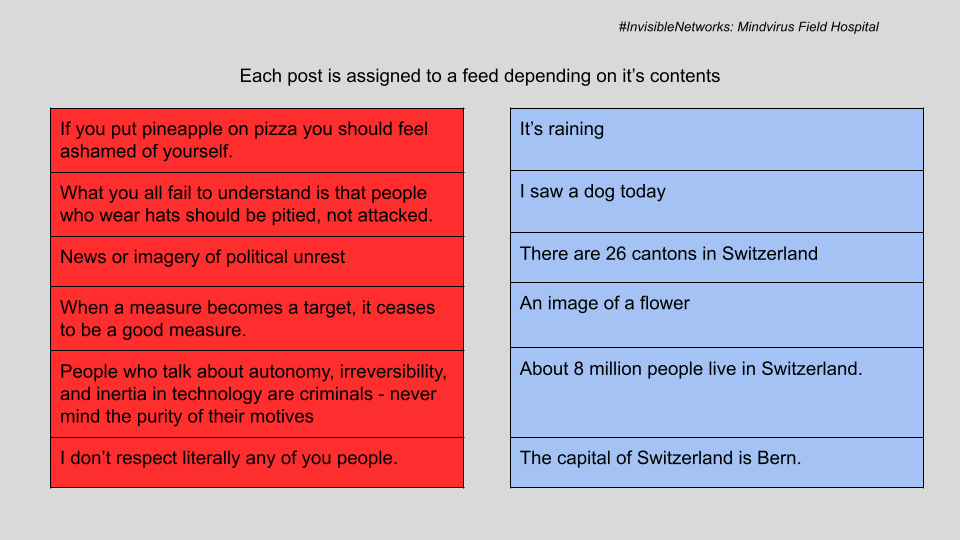 #InvisibleNetworks: Mindvirus Field Hospital
Each post is assigned to a feed depending on it’s contents
If you put pineapple on pizza you should feel
ashamed of yourself.
What you all fail to understand is that people
who wear hats should be pitied, not attacked.
News or imagery of political unrest
When a measure becomes a target, it ceases
to be a good measure.
People who talk about autonomy, irreversibility,
and inertia in technology are criminals - never
mind the purity of their motives
I don’t respect literally any of you people.
It’s raining
I saw a dog today
There are 26 cantons in Switzerland
An image of a flower
About 8 million people live in Switzerland.
The capital of Switzerland is Bern.